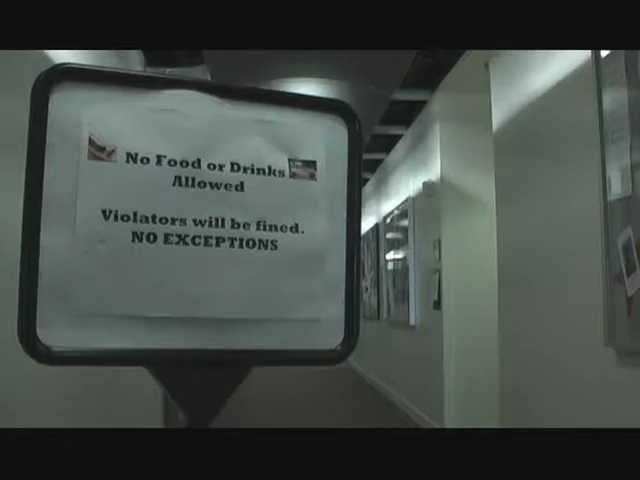 No Food or Drinks
Allowed
Violators will be fined.
NO EXCEPTIONS